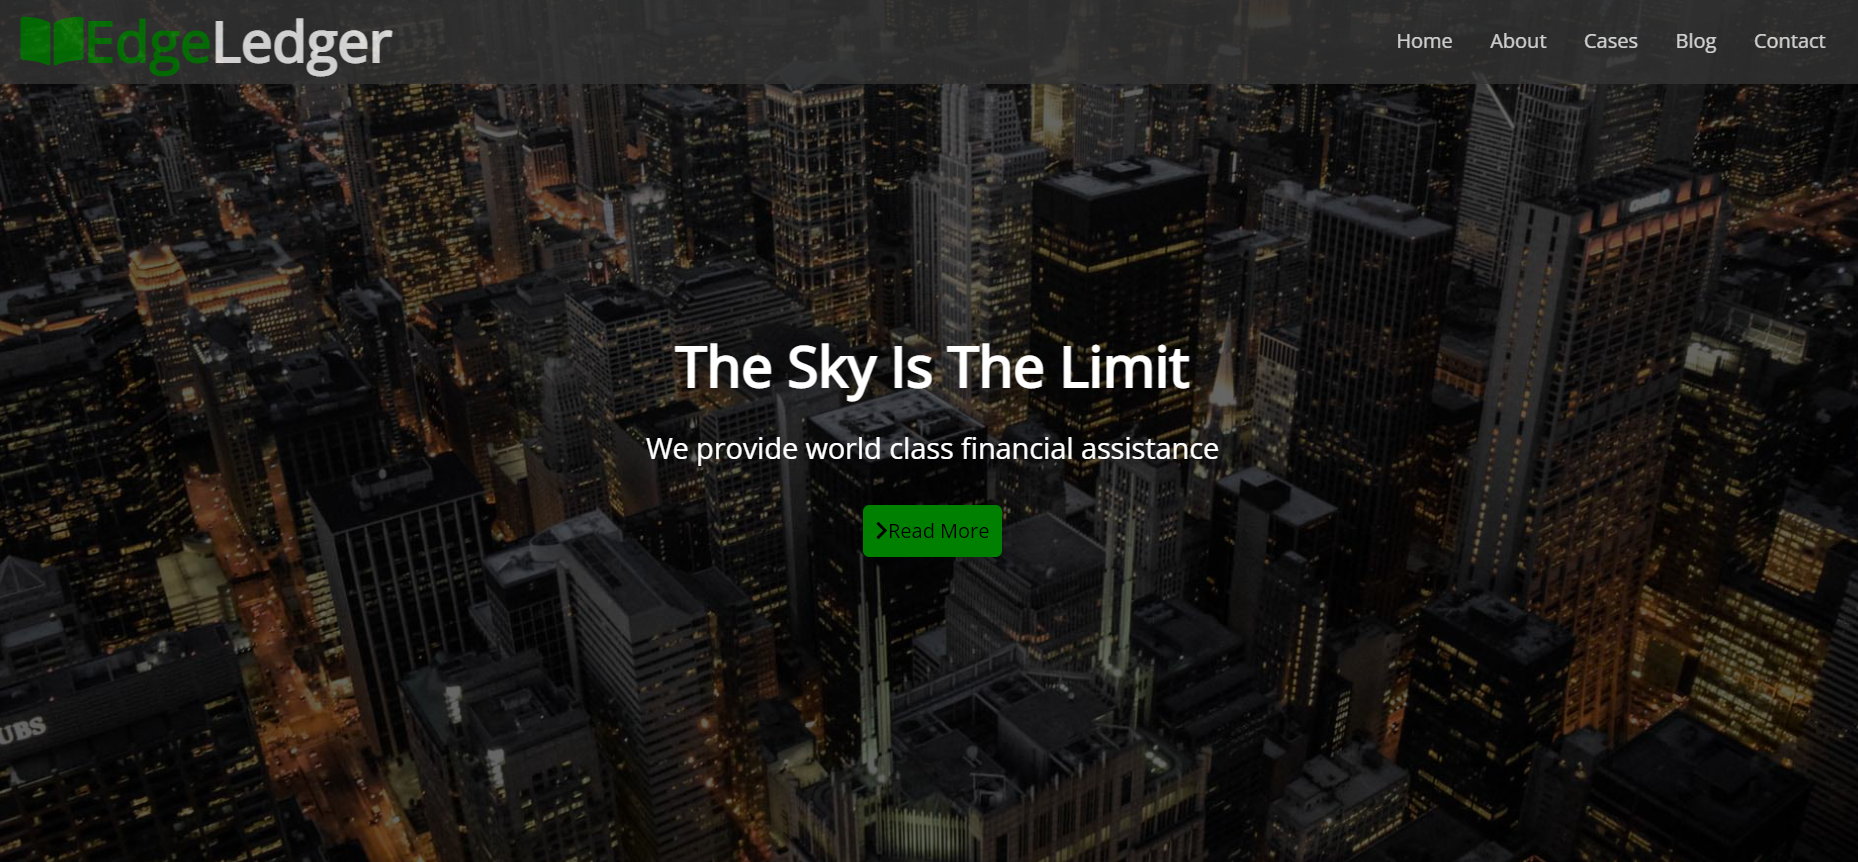 EdgeLedger
Home About Cases Blog Contact
The Sky Is The Limit
We provide world class financial assistance
Read More
UBS